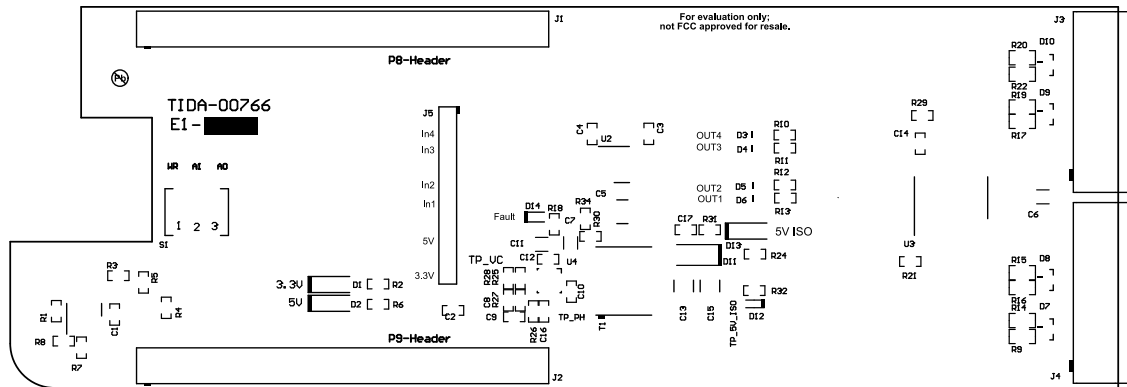 J1
For evaluation only;
not FCC approved for resale.
J3
P8-Header
R20
D10
Pb
R22
TIDA-00766
E1-
J5
R19
D9
R29
R17
In4
In3
C4
U2
C3
OUT4
D3
R10
OUT3
D4
R11
C14
WR AI AO
In2
In1
C5
OUT2
D5
R12
OUT1
D6
R13
D14
R18
R34
C7
R30
Fault
C17
R31
5V ISO
C6
1 2 3
S1
5V
C11
C12
U4
D13
D11
R24
U3
R21
TP_VC
R3
R5
3.3V
D1
R2
3.3V
R28
R25
R15
D8
5V
D2
R6
C8
R27
C10
R32
R16
R14
D7
R1
C1
R4
C2
C9
R26
C16
TP_PH
T1
C13
C15
TP_5V_ISO
D12
R8
R7
R9
P9-Header
J2
J4